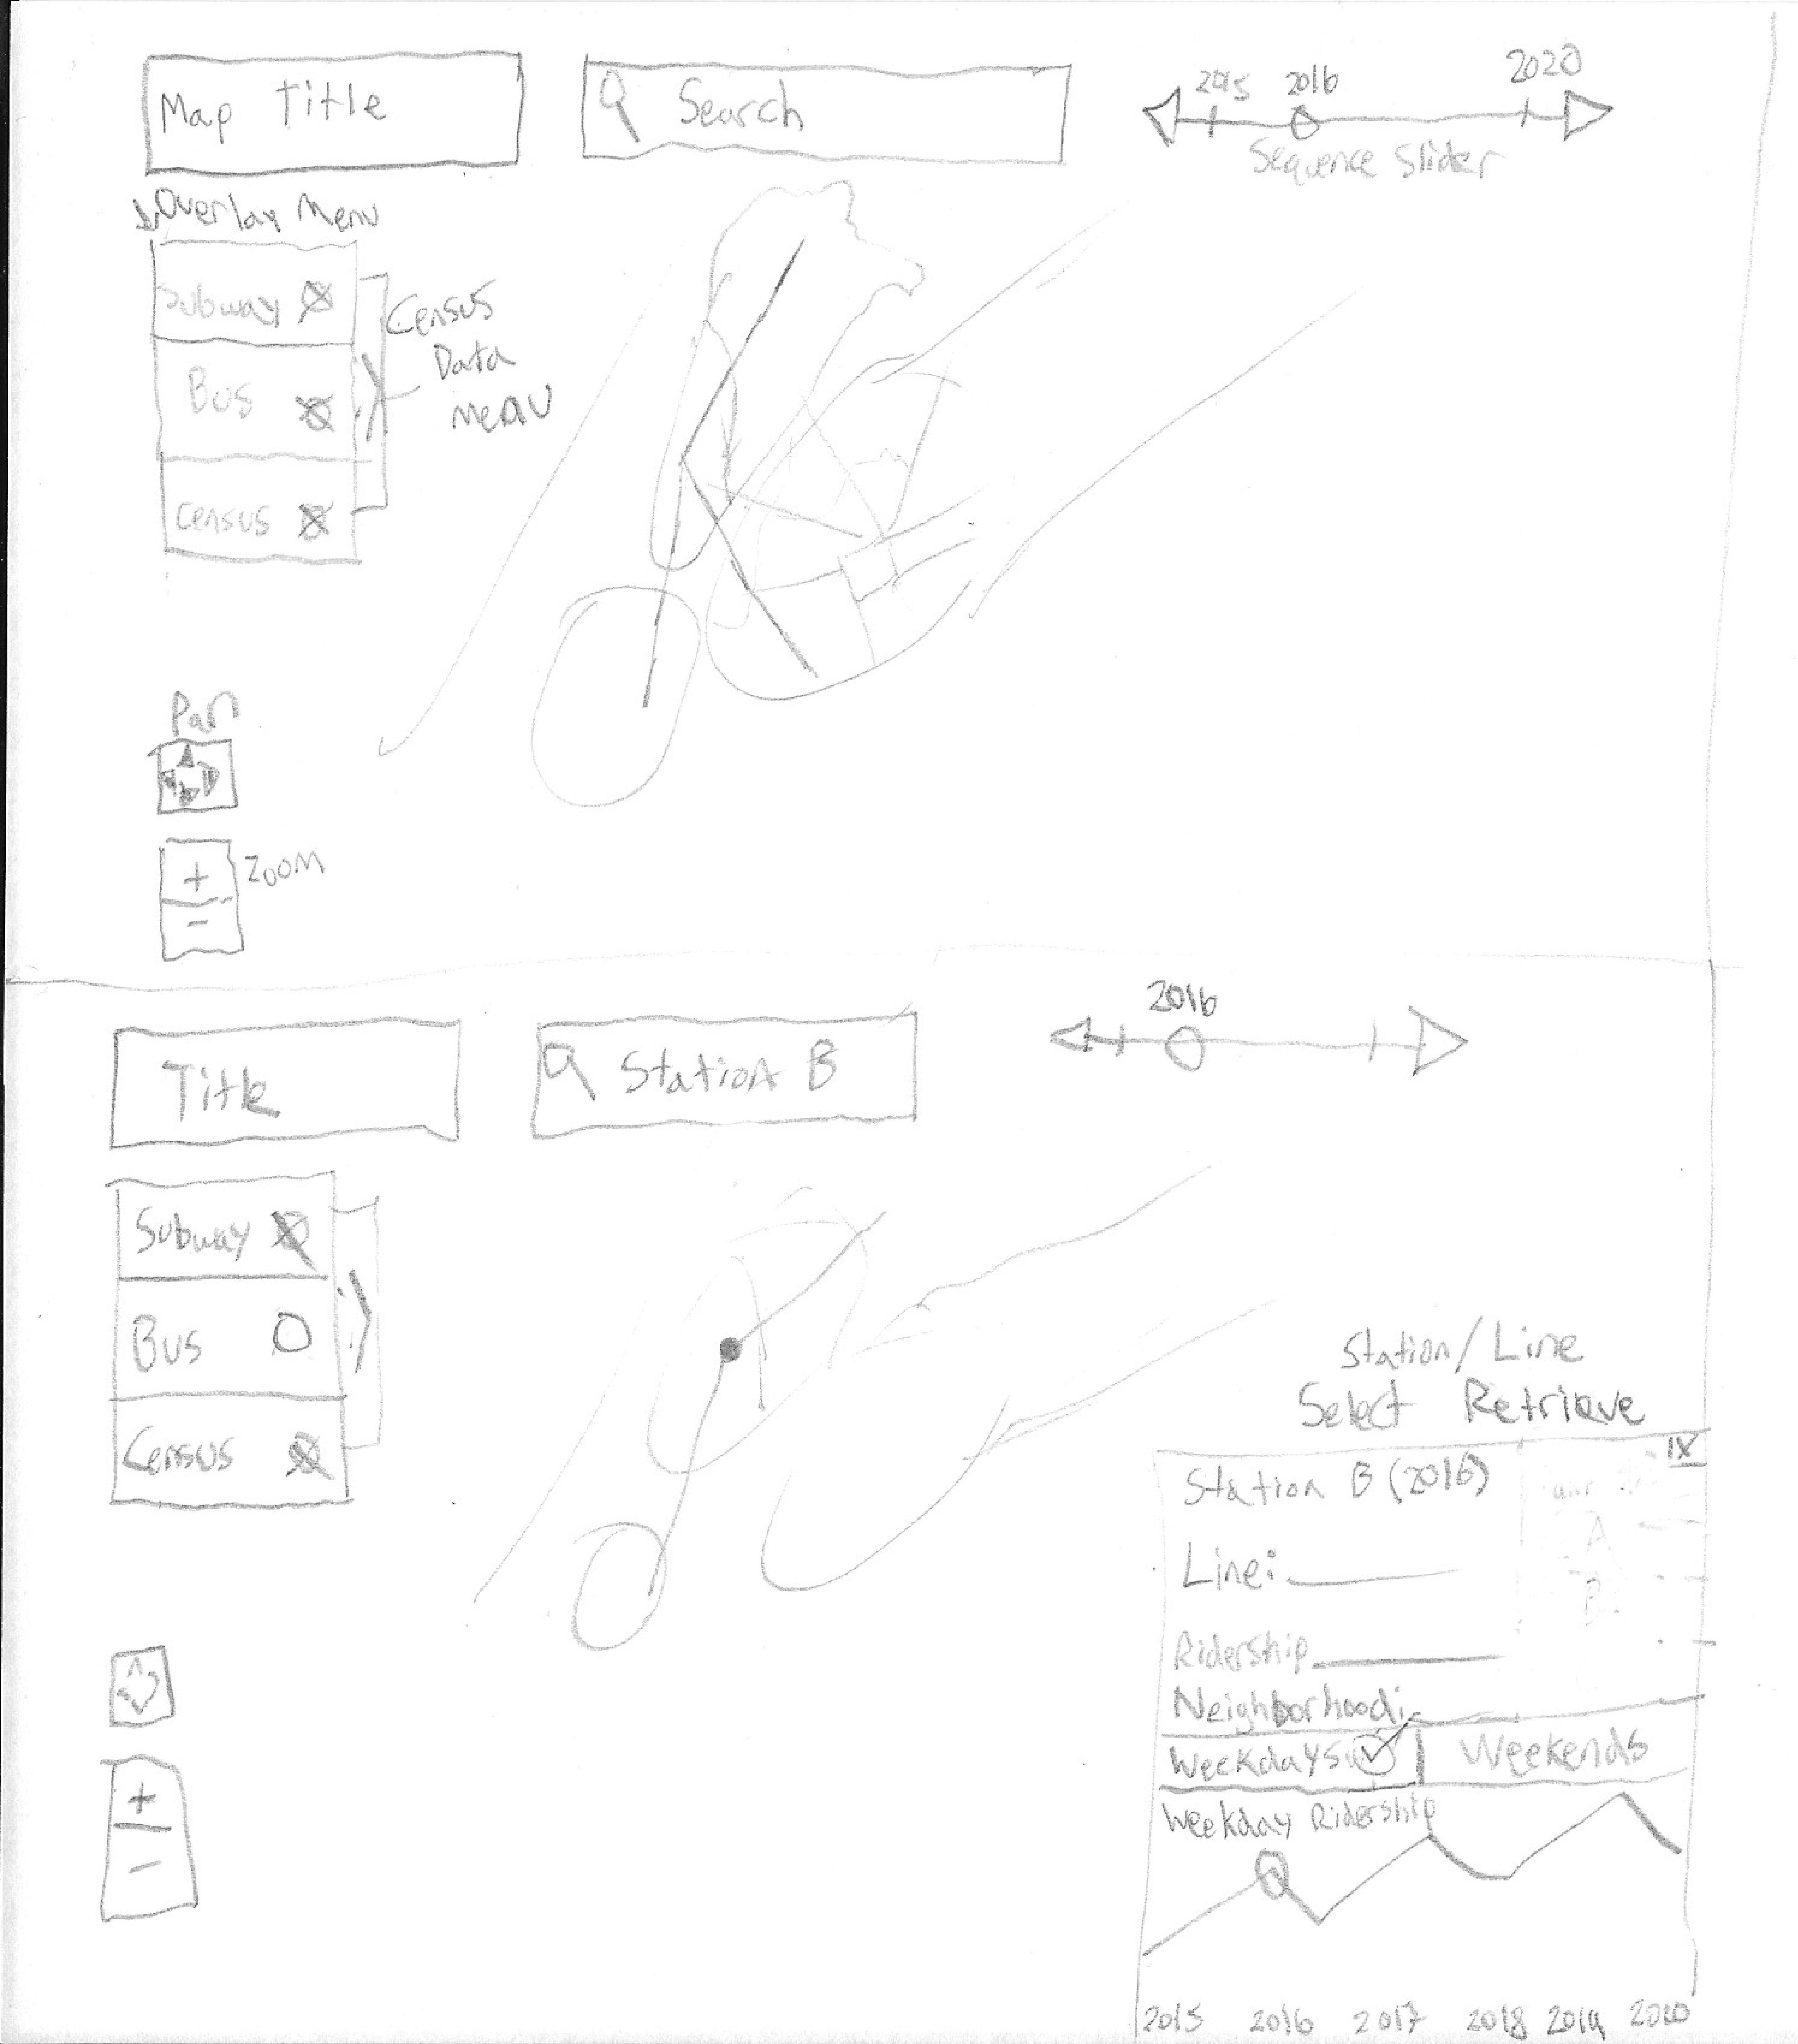 Map Title
Search
2015 2016 2020
Sequence Slider
Overlay Menu
Subway
Census
Data
Menu
Bus
Census
Pan
+
Zoom
-
Title
Station B
2016
Subway
Bus
Census
Station/Line
Select Retrieve
X
Station B (2016)
A
Line:
B
Ridership
Neighborhood:
Weekdays
Weekends
Weekday Ridership
+
-
2015 2016 2017 2018 2019 2020